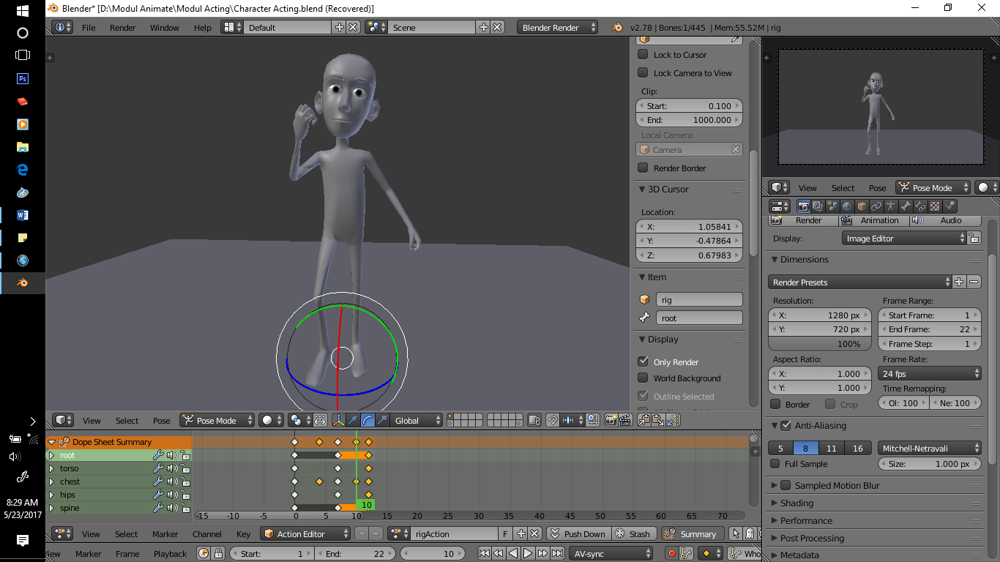 Blender* [D:\Modul Animate\Modul Acting\Character Acting.blend (Recovered)]
File Render Window Help Default Scene Blender Render v2.78 | Bones:1/445 | Mem:55.52M | rig
Lock to Cursor
Lock Camera to View
Clip:
Start: 0.100
End: 1000.000
Local Camera:
Camera
Render Border
3D Cursor
Location:
X: 1.05841
Y: -0.47864
Z: 0.67983
Item
rig
root
Display
Only Render
World Background
Outline Selected
View Select Pose Pose Mode
Render Animation Audio
Display: Image Editor
Dimensions
Render Presets
Resolution: Frame Range:
X: 1280 px Start Frame: 1
Y: 720 px End Frame: 22
100% Frame Step: 1
Aspect Ratio: Frame Rate:
X: 1.000 24 fps
Y: 1.000 Time Remapping:
Border Crop Ol: 100 Ne: 100
Anti-Aliasing
5 8 11 16 Mitchell-Netravali
Full Sample Size: 1.000 px
Sampled Motion Blur
Shading
Performance
Post Processing
Metadata
View Select Pose Pose Mode Global
Dope Sheet Summary
root
torso
chest
hips
spine
10
-15 -10 -5 0 5 10 15 20 25 30 35 40 45 50 55 60 65 70
View Select Marker Channel Key Action Editor rigAction F Push Down Stash Summary
View Marker Frame Playback Start: 1 End: 22 10 AV-sync Who
Ps
8:29 AM
5/23/2017